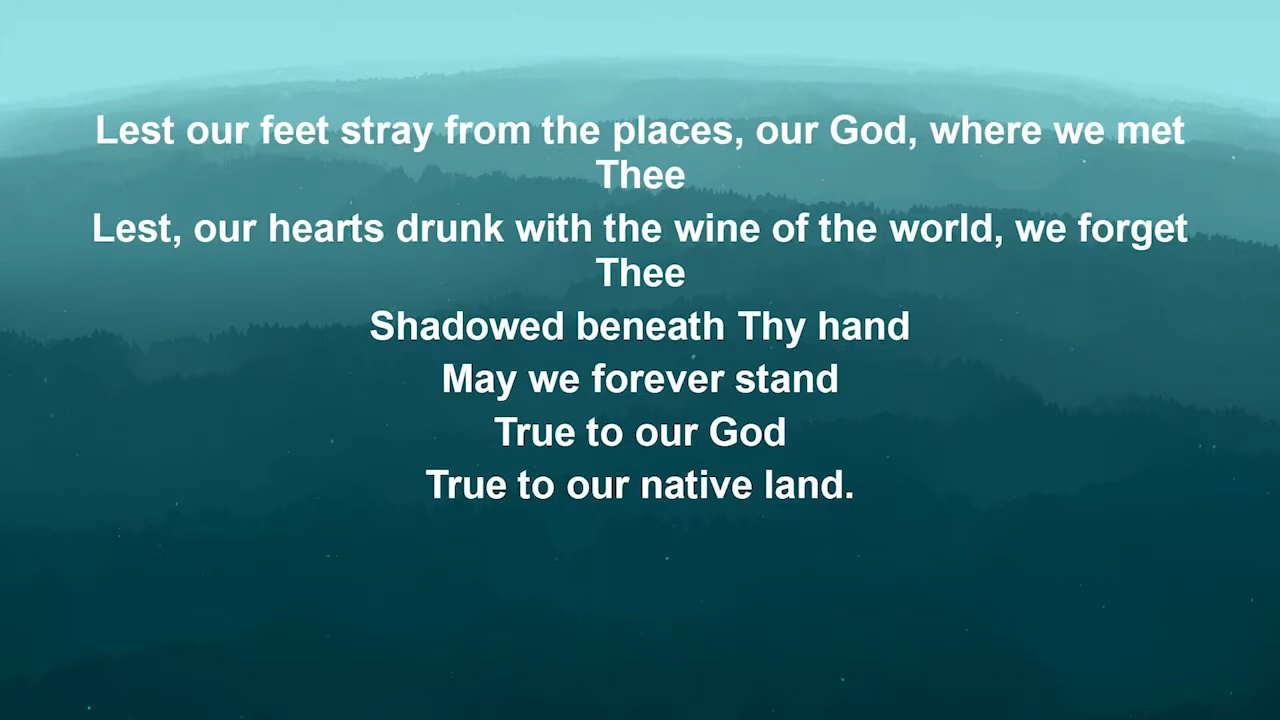 Lest our feet stray from the places, our God, where we met
Thee
Lest, our hearts drunk with the wine of the world, we forget
Thee
Shadowed beneath Thy hand
May we forever stand
True to our God
True to our native land.